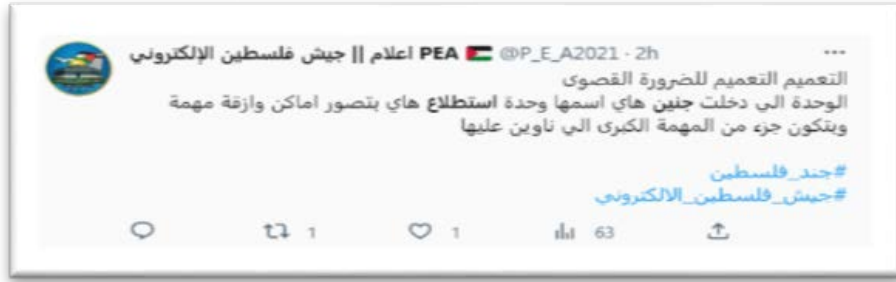 PEA اعلام || جيش فلسطين الإلكتروني @P_E_A2021 · 2h
التعميم التعميم للضرورة القصوى
الوحدة الي دخلت جنين هاي اسمها وحدة استطلاع هاي بتصور اماكن وازقة مهمة
وبتكون جزء من المهمة الكبرى الي ناوين عليها
#جند_فلسطين
#جيش_فلسطين_الالكتروني
1 1 63